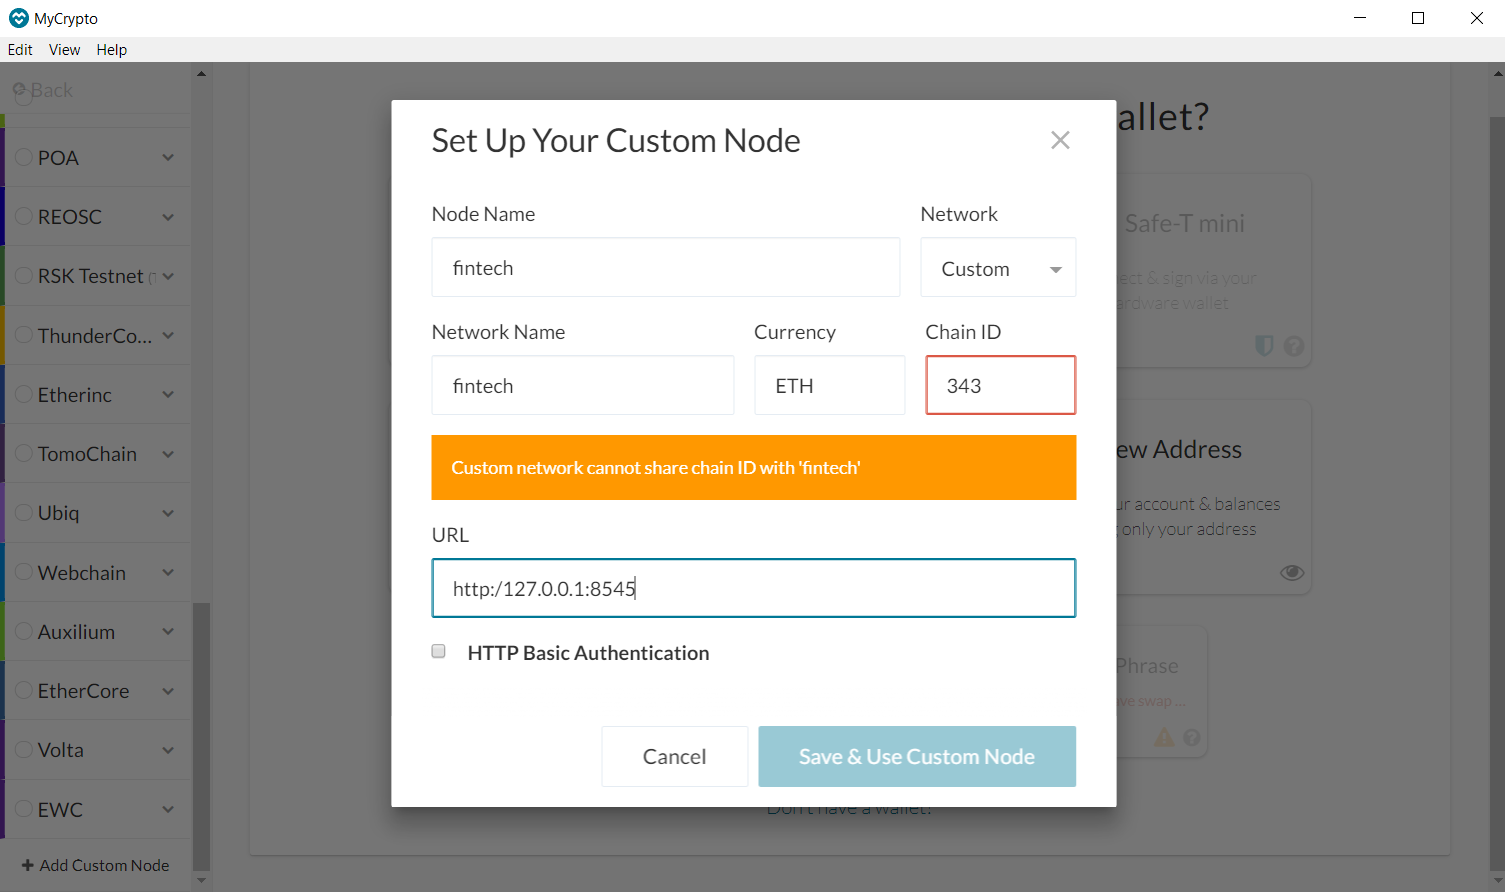 MyCrypto
Edit View Help
Back
POA
REOSC
RSK Testnet
ThunderCo...
Etherinc
TomoChain
Ubiq
Webchain
Auxilium
EtherCore
Volta
EWC
+ Add Custom Node
allet?
Safe-T mini
ect & sign via your
ardware wallet
ew Address
ur account & balances
only your address
Phrase
ve swap ...
Don't have a wallet?
Set Up Your Custom Node
Node Name
Network
fintech
Custom
Network Name
Currency
Chain ID
fintech
ETH
343
Custom network cannot share chain ID with 'fintech'
URL
http:/127.0.0.1:8545
HTTP Basic Authentication
Cancel
Save & Use Custom Node